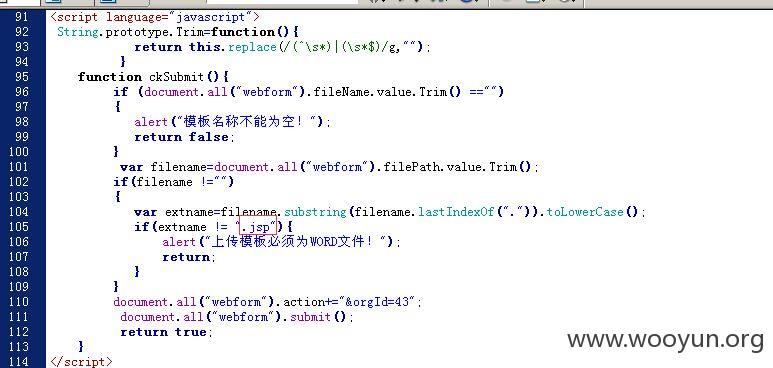 91 <script language="javascript">
92 String.prototype.Trim=function(){
93 return this.replace(/(^\s*)|(\s*$)/g,"");
94 }
95 function ckSubmit(){
96 if (document.all("webform").fileName.value.Trim() =="")
97 {
98 alert("模板名称不能为空！");
99 return false;
100 }
101 var filename=document.all("webform").filePath.value.Trim();
102 if(filename !="")
103 {
104 var extname=filename.substring(filename.lastIndexOf(".")).toLowerCase();
105 if(extname != ".jsp"){
106 alert("上传模板必须为WORD文件！");
107 return;
108 }
109 }
110 document.all("webform").action+="&orgId=43";
111 document.all("webform").submit();
112 return true;
113 }
114 </script>
www.wooyun.org